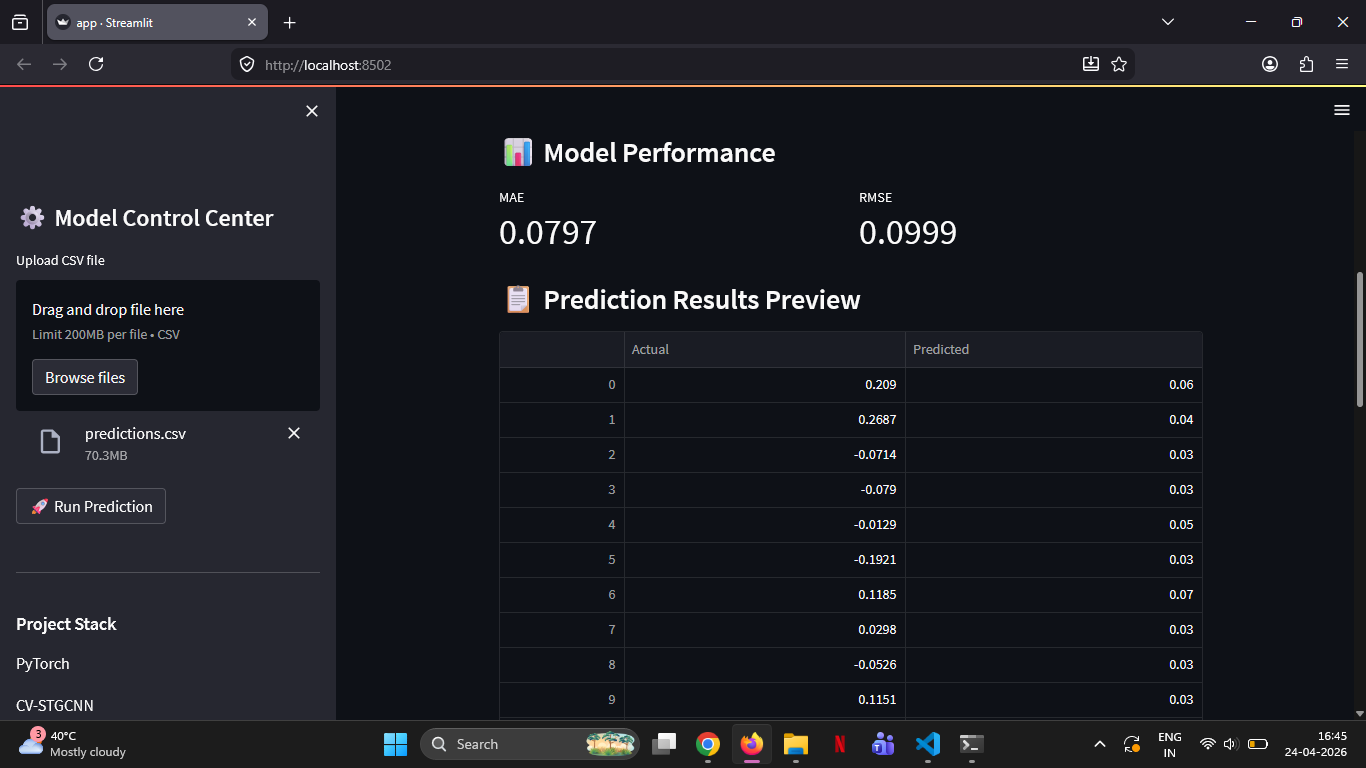 app · Streamlit
http://localhost:8502
Model Control Center
Upload CSV file
Drag and drop file here
Limit 200MB per file • CSV
Browse files
predictions.csv
70.3MB
🚀 Run Prediction
Project Stack
PyTorch
CV-STGCNN
📊 Model Performance
MAE RMSE
0.0797 0.0999
📋 Prediction Results Preview
Actual Predicted
0 0.209 0.06
1 0.2687 0.04
2 -0.0714 0.03
3 -0.079 0.03
4 -0.0129 0.05
5 -0.1921 0.03
6 0.1185 0.07
7 0.0298 0.03
8 -0.0526 0.03
9 0.1151 0.03
3
40°C
Mostly cloudy
Search
N
ENG
IN
16:45
24-04-2026